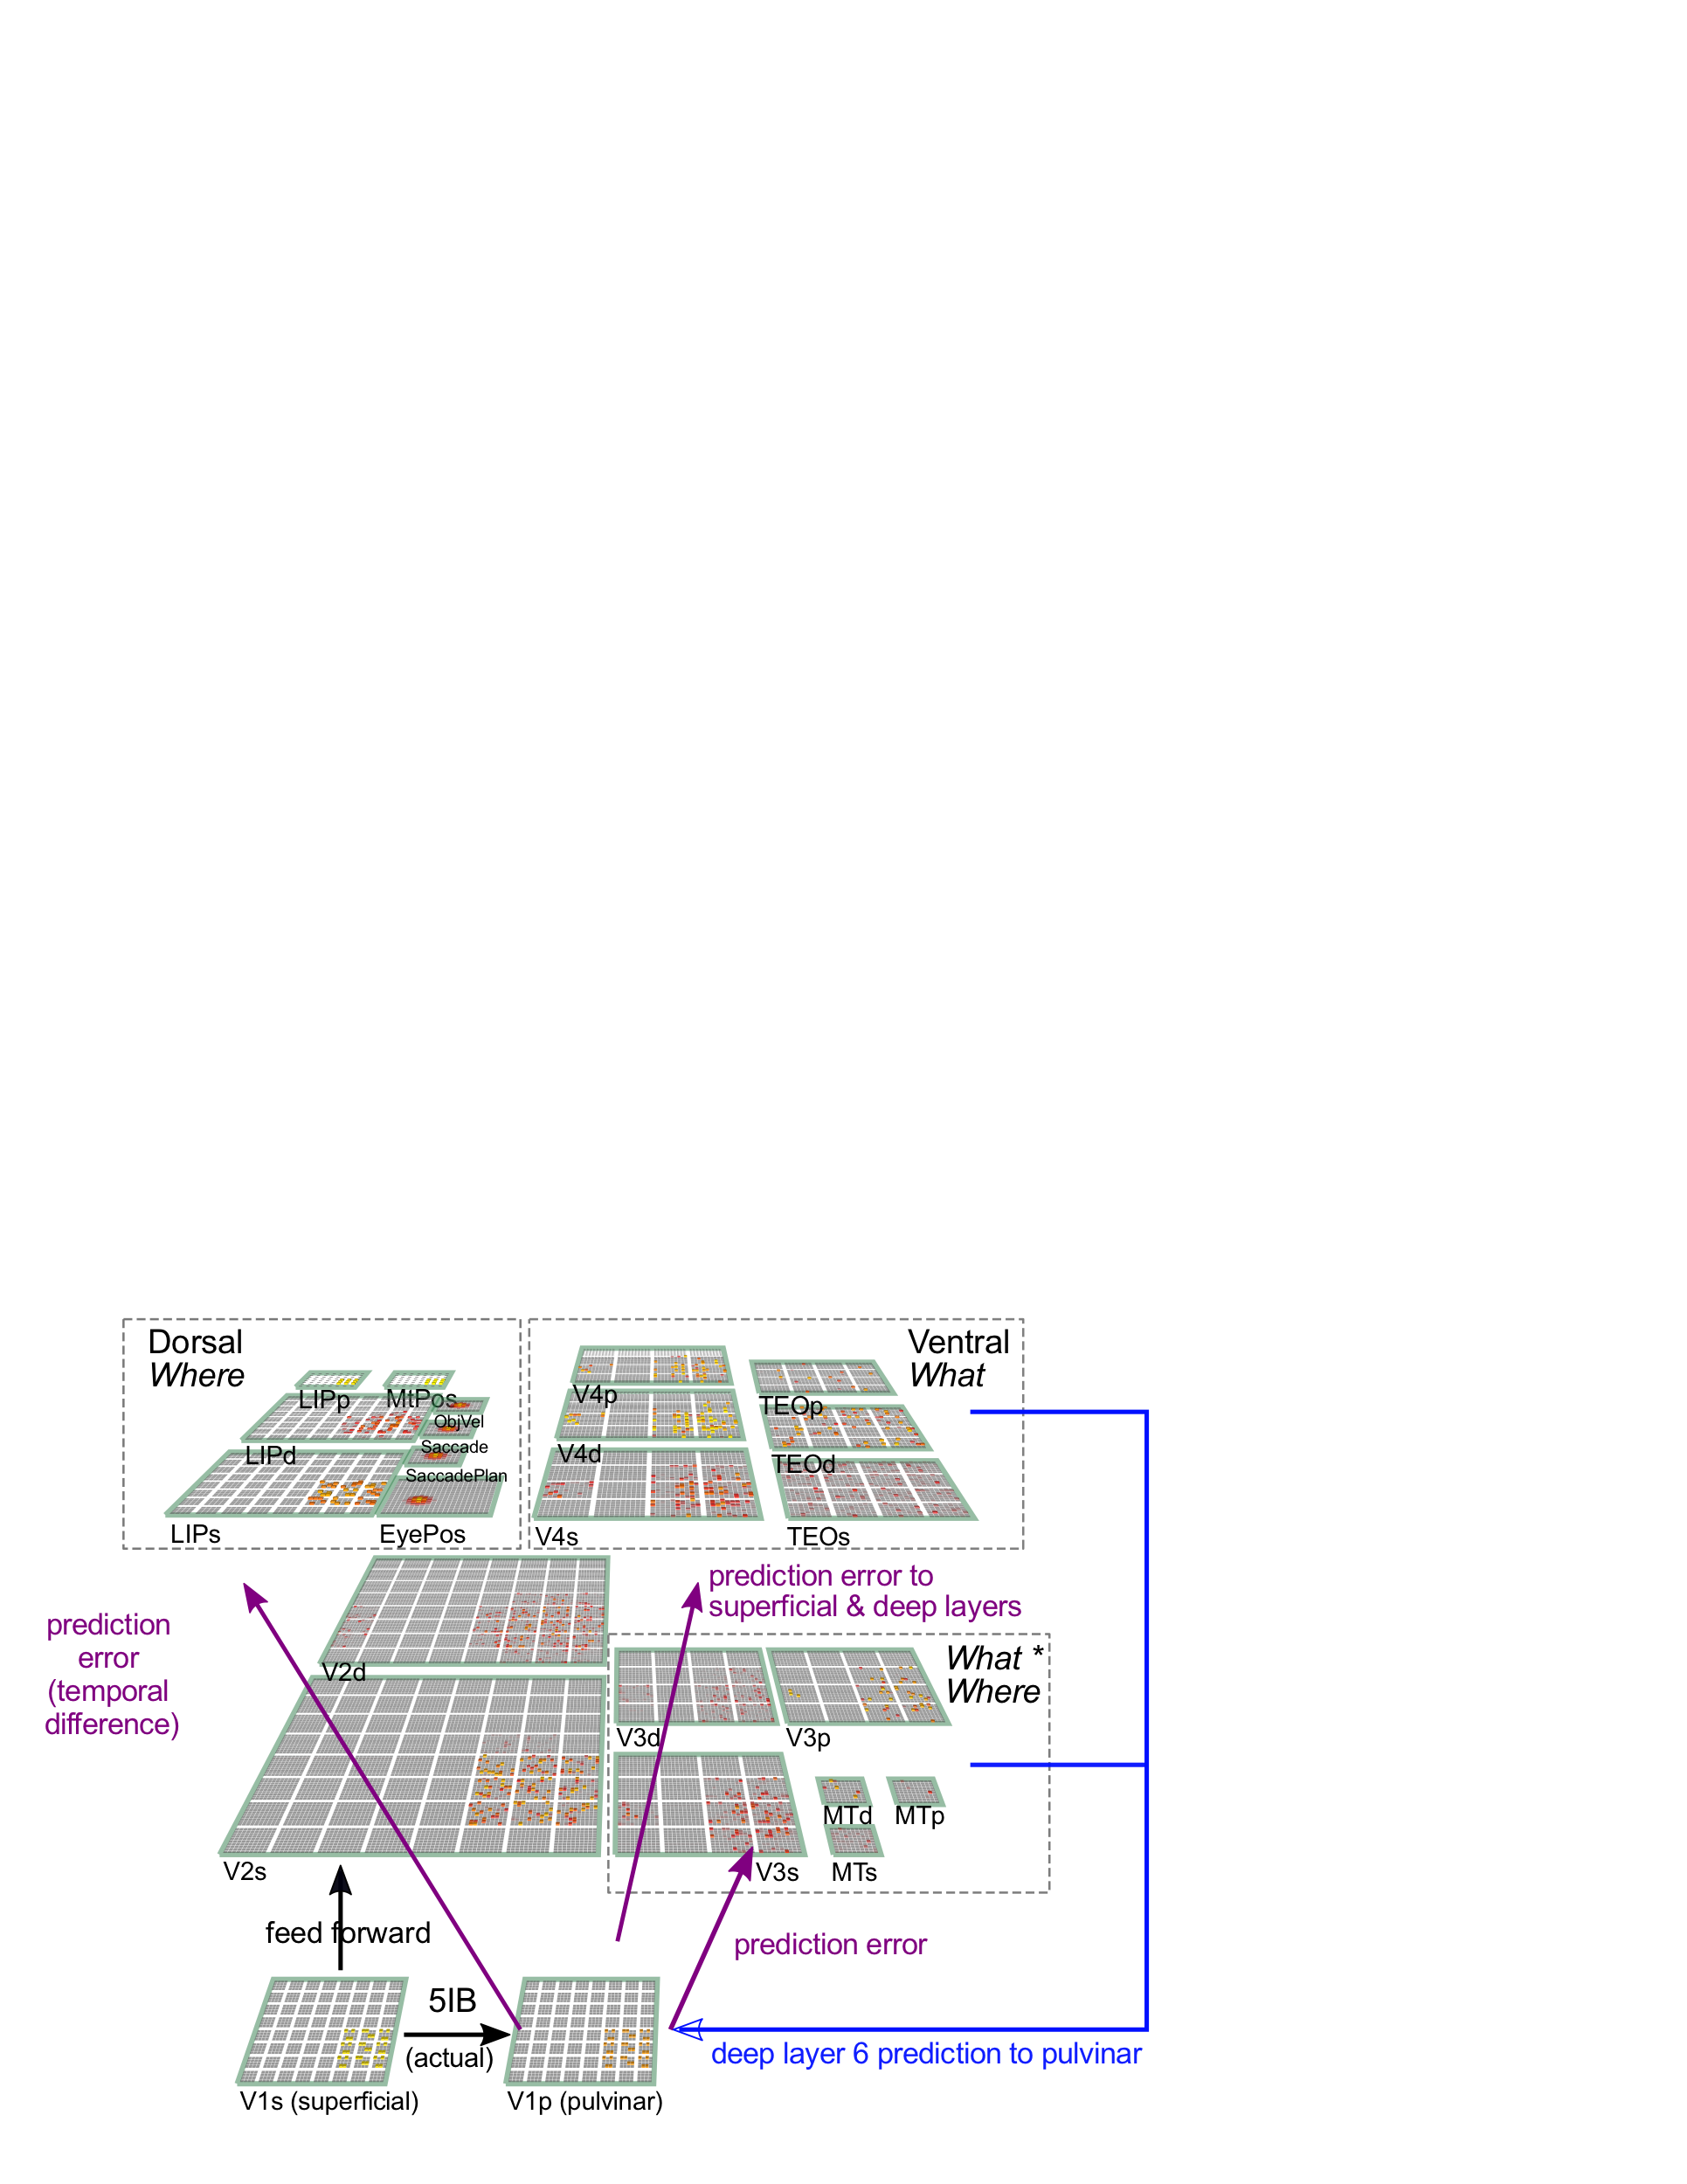 Dorsal
Where
LIPp
MtPos
ObjVel
LIPd
Saccade
SaccadePlan
LIPs
EyePos
Ventral
What
V4p
TEOp
V4d
TEOd
V4s
TEOs
prediction error to
superficial & deep layers
prediction
error
(temporal
difference)
V2d
What *
Where
V3d
V3p
MTd
MTp
V2s
V3s
MTs
feed forward
prediction error
5IB
(actual)
deep layer 6 prediction to pulvinar
V1s (superficial)
V1p (pulvinar)